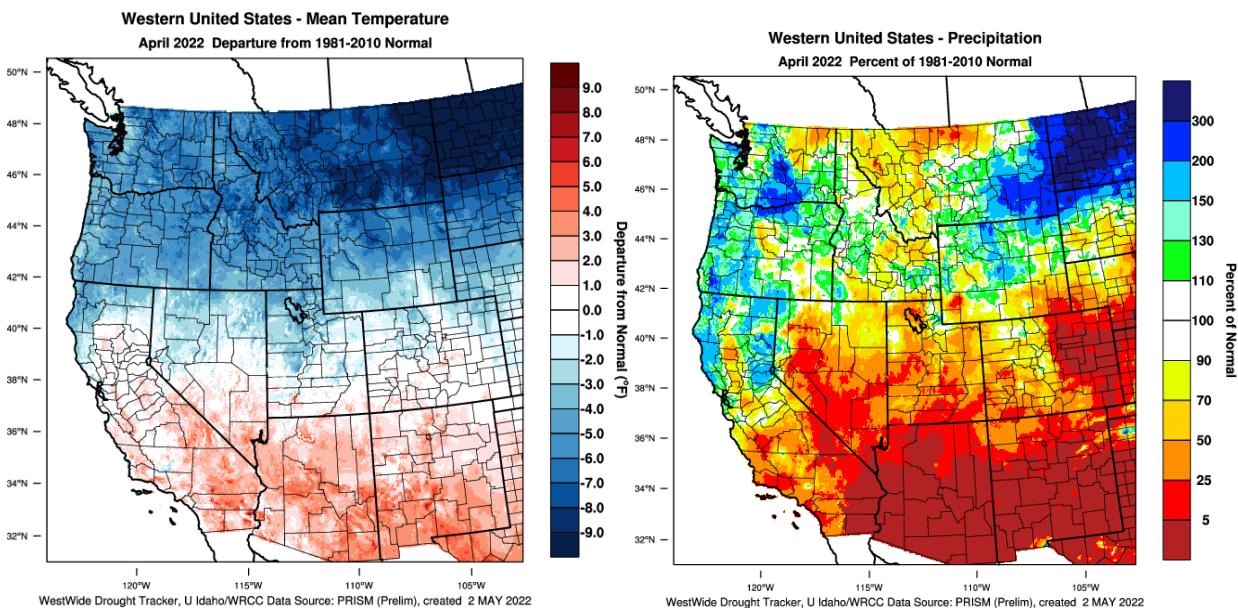 Western United States - Mean Temperature
April 2022 Departure from 1981-2010 Normal
50°N
48°N
46°N
44°N
42°N
40°N
38°N
36°N
34°N
32°N
120°W
115°W
110°W
105°W
9.0
8.0
7.0
6.0
5.0
4.0
3.0
2.0
1.0
0.0
-1.0
-2.0
-3.0
-4.0
-5.0
-6.0
-7.0
-8.0
-9.0
Departure from Normal (°F)
WestWide Drought Tracker, U Idaho/WRCC Data Source: PRISM (Prelim), created 2 MAY 2022
Western United States - Precipitation
April 2022 Percent of 1981-2010 Normal
50°N
48°N
46°N
44°N
42°N
40°N
38°N
36°N
34°N
32°N
120°W
115°W
110°W
105°W
300
200
150
130
110
100
90
70
50
25
5
Percent of Normal
WestWide Drought Tracker, U Idaho/WRCC Data Source: PRISM (Prelim), created 2 MAY 2022